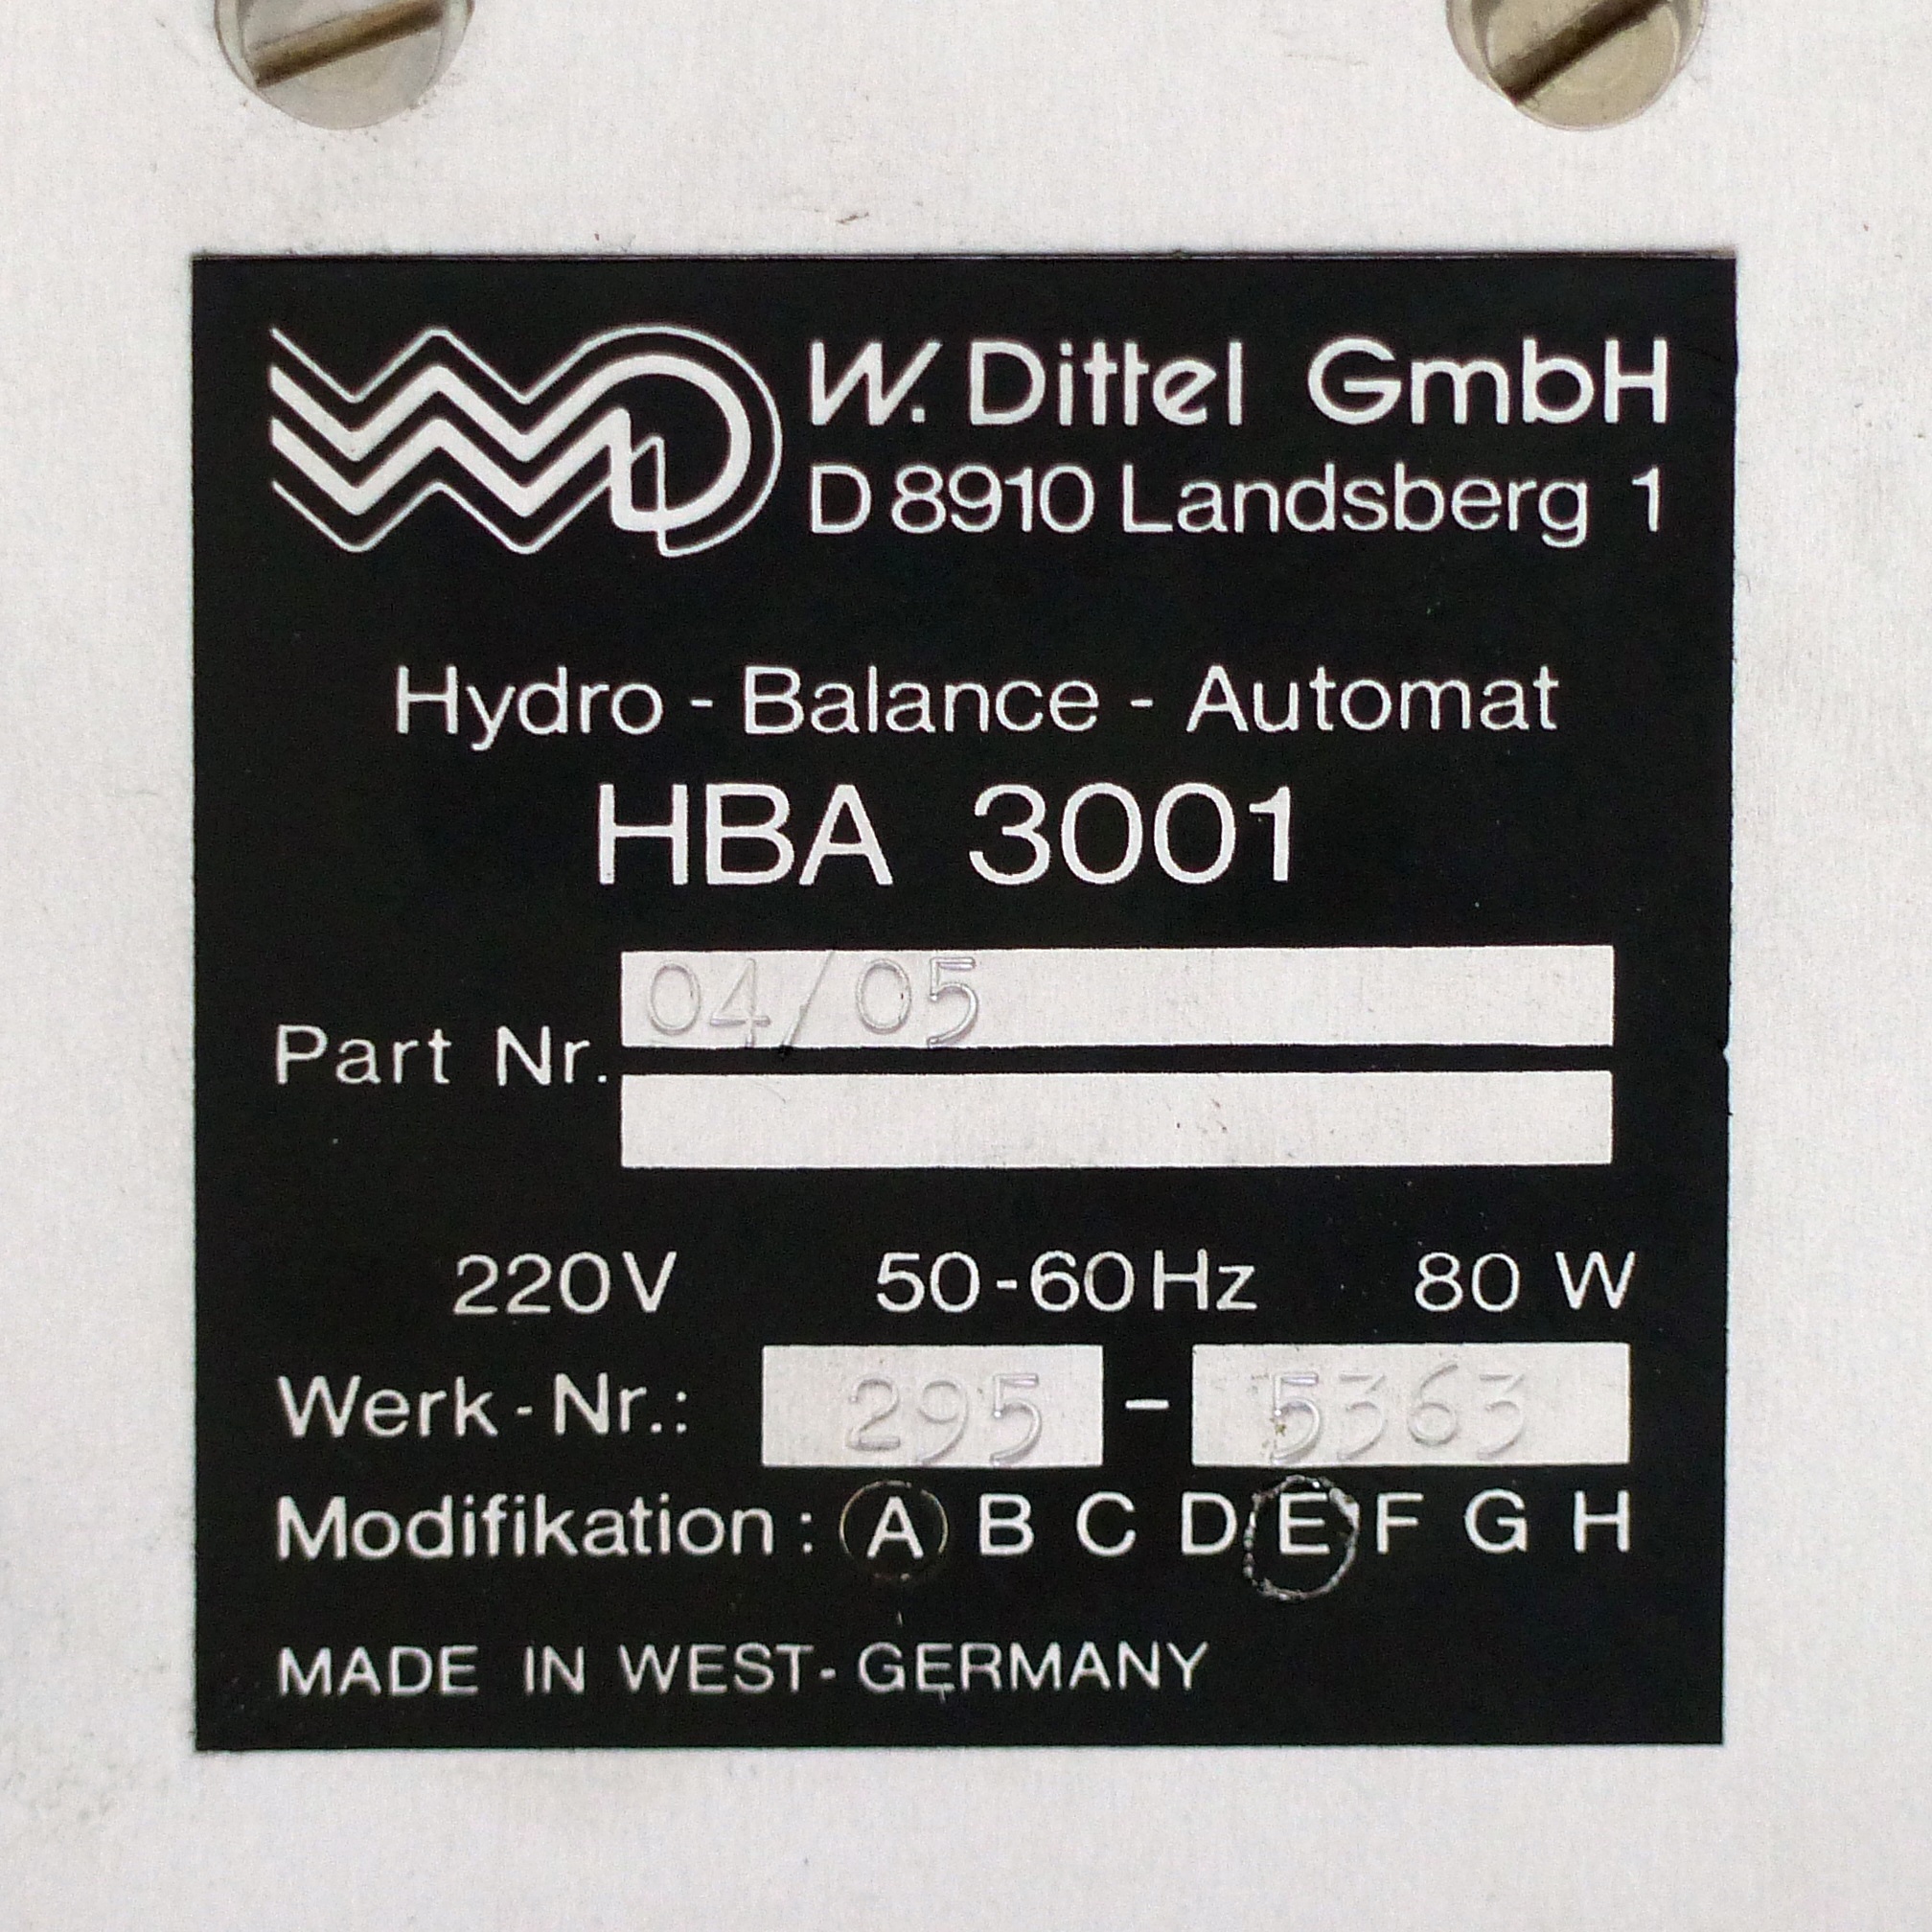 W. Dittel GmbH
D 8910 Landsberg 1
Hydro - Balance - Automat
HBA 3001
04/05
Part Nr.
220V 50-60Hz 80 W
Werk-Nr.: 295 - 5363
Modifikation: A B C D E F G H
MADE IN WEST-GERMANY